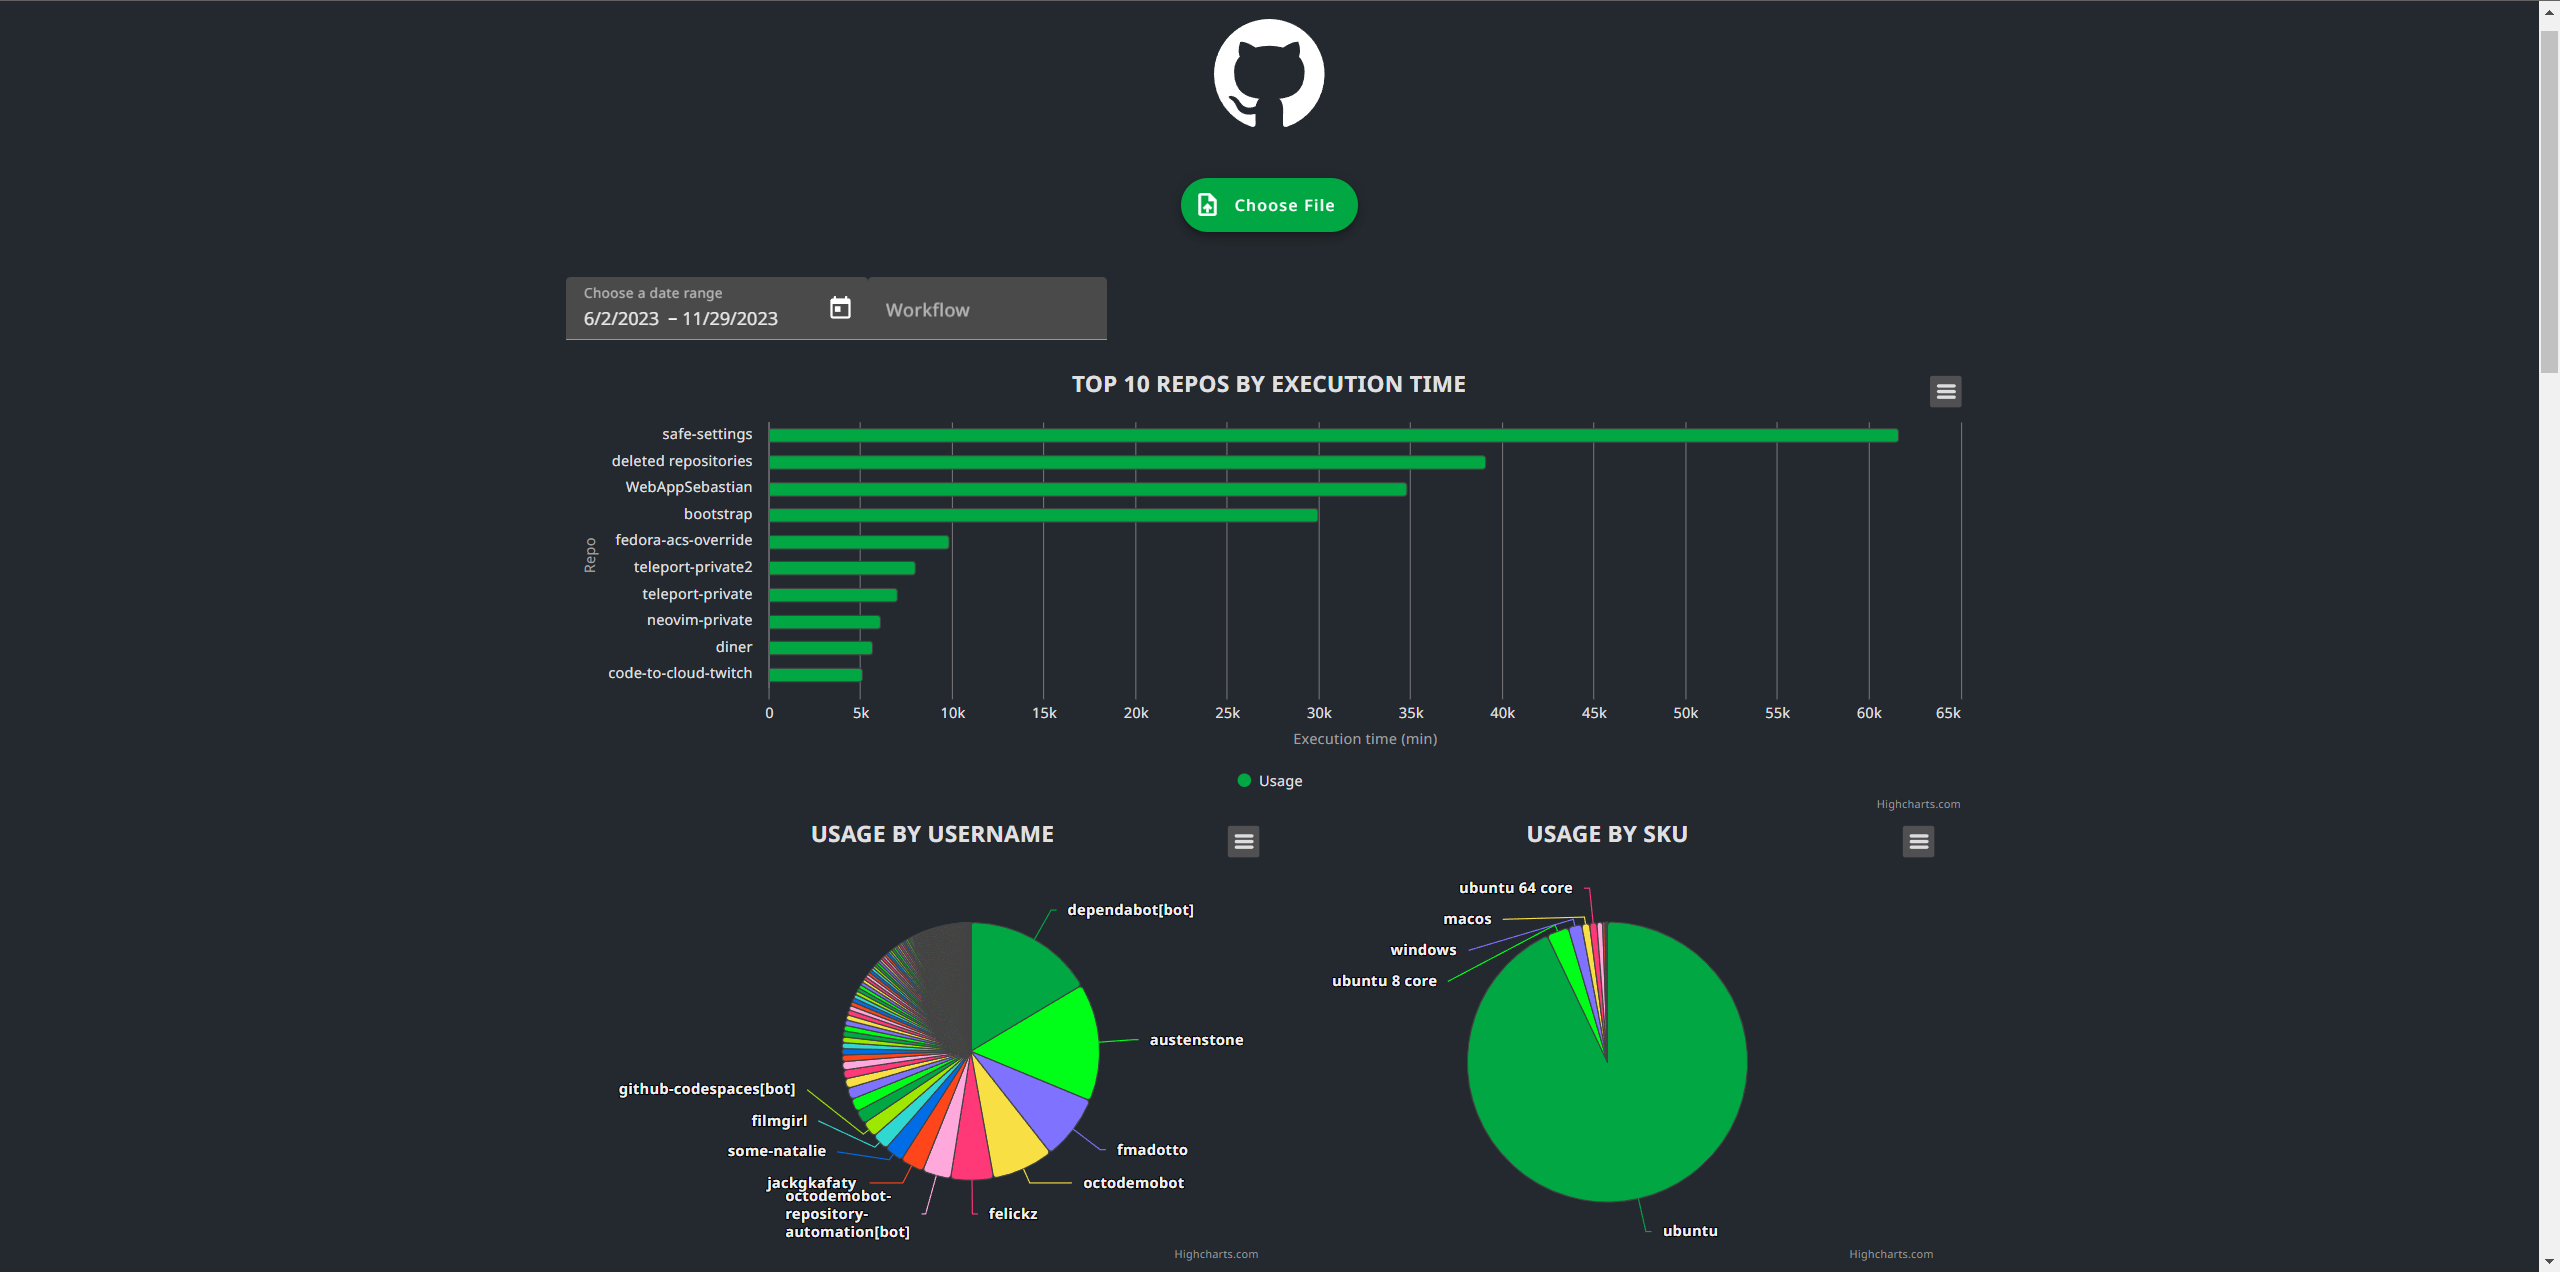 Choose File
Choose a date range
6/2/2023 – 11/29/2023
Workflow
TOP 10 REPOS BY EXECUTION TIME
Repo
safe-settings
deleted repositories
WebAppSebastian
bootstrap
fedora-acs-override
teleport-private2
teleport-private
neovim-private
diner
code-to-cloud-twitch
0 5k 10k 15k 20k 25k 30k 35k 40k 45k 50k 55k 60k 65k
Execution time (min)
Usage
Highcharts.com
USAGE BY USERNAME
dependabot[bot]
austenstone
fmadotto
octodemobot
felickz
octodemobot-
repository-
automation[bot]
jackgkafaty
some-natalie
filmgirl
github-codespaces[bot]
Highcharts.com
USAGE BY SKU
ubuntu 64 core
macos
windows
ubuntu 8 core
ubuntu
Highcharts.com